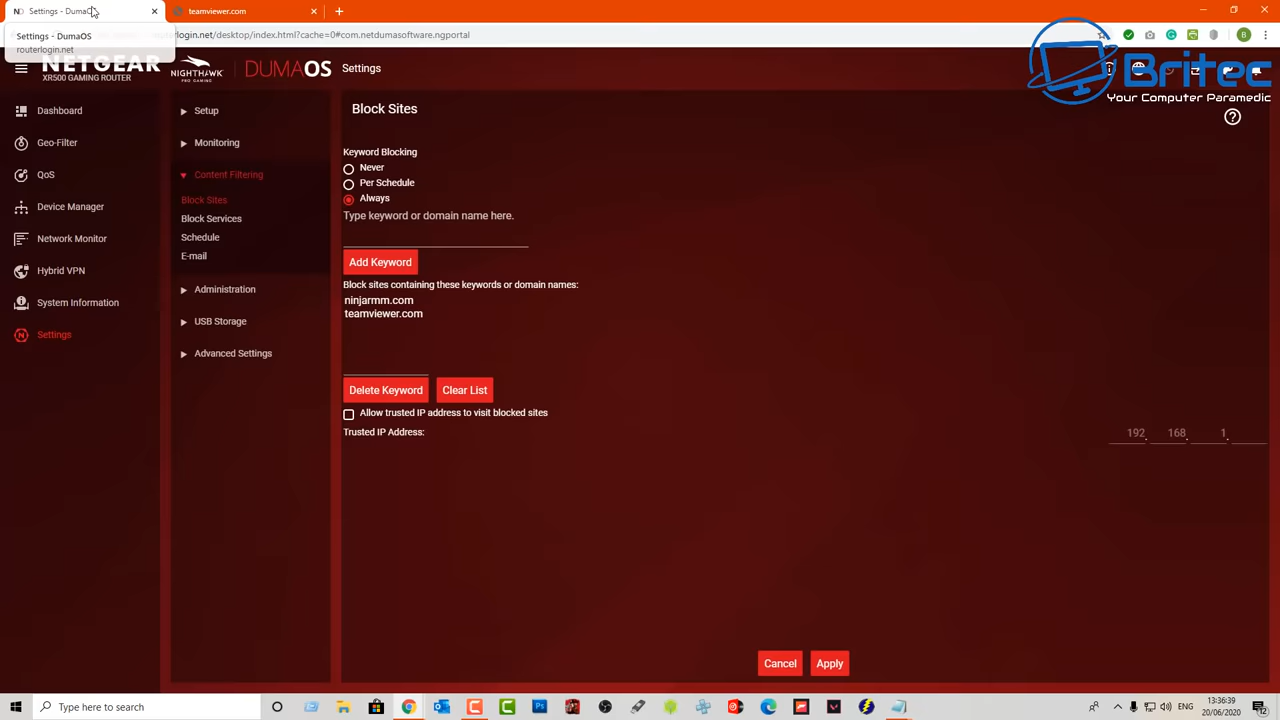 Settings - Duma
teamviewer.com
Settings - DumaOS
routerlogin.net
login.net/desktop/index.html?cache=0#com.netdumasoftware.ngportal
B
NETGEAR
XR500 GAMING ROUTER
NIGHTHAWK
PRO GAMING
DUMAOS
Settings
Britec
Your Computer Paramedic
Dashboard
Geo-Filter
QoS
Device Manager
Network Monitor
Hybrid VPN
System Information
Settings
Setup
Monitoring
Content Filtering
Block Sites
Block Services
Schedule
E-mail
Administration
USB Storage
Advanced Settings
Block Sites
Keyword Blocking
Never
Per Schedule
Always
Type keyword or domain name here.
Add Keyword
Block sites containing these keywords or domain names:
ninjarmm.com
teamviewer.com
Delete Keyword
Clear List
Allow trusted IP address to visit blocked sites
Trusted IP Address:
192. 168. 1.
Cancel
Apply
Type here to search
13:36:39
20/06/2020
12